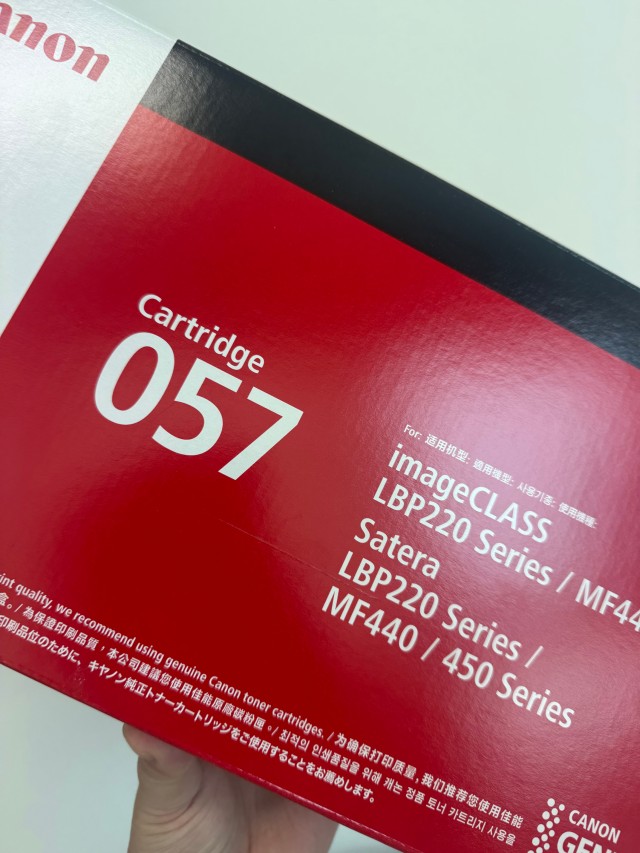 Canon
Cartridge
057
For: 适用机型: 適用機型: 사용기종: 使用機種:
imageCLASS
LBP220 Series / MF44
Satera
LBP220 Series /
MF440 / 450 Series
int quality, we recommend using genuine Canon toner cartridges. / 为确保打印质量, 我们推荐您使用佳能
盒。/ 為保證印刷品質，本公司建議您使用佳能原廠碳粉匣。/ 최적의 인쇄품질을 위해 캐논 정품 토너 카트리지 사용을
印刷品位のために、キヤノン純正トナーカートリッジをご使用することをお薦めします。
CANON
GENU